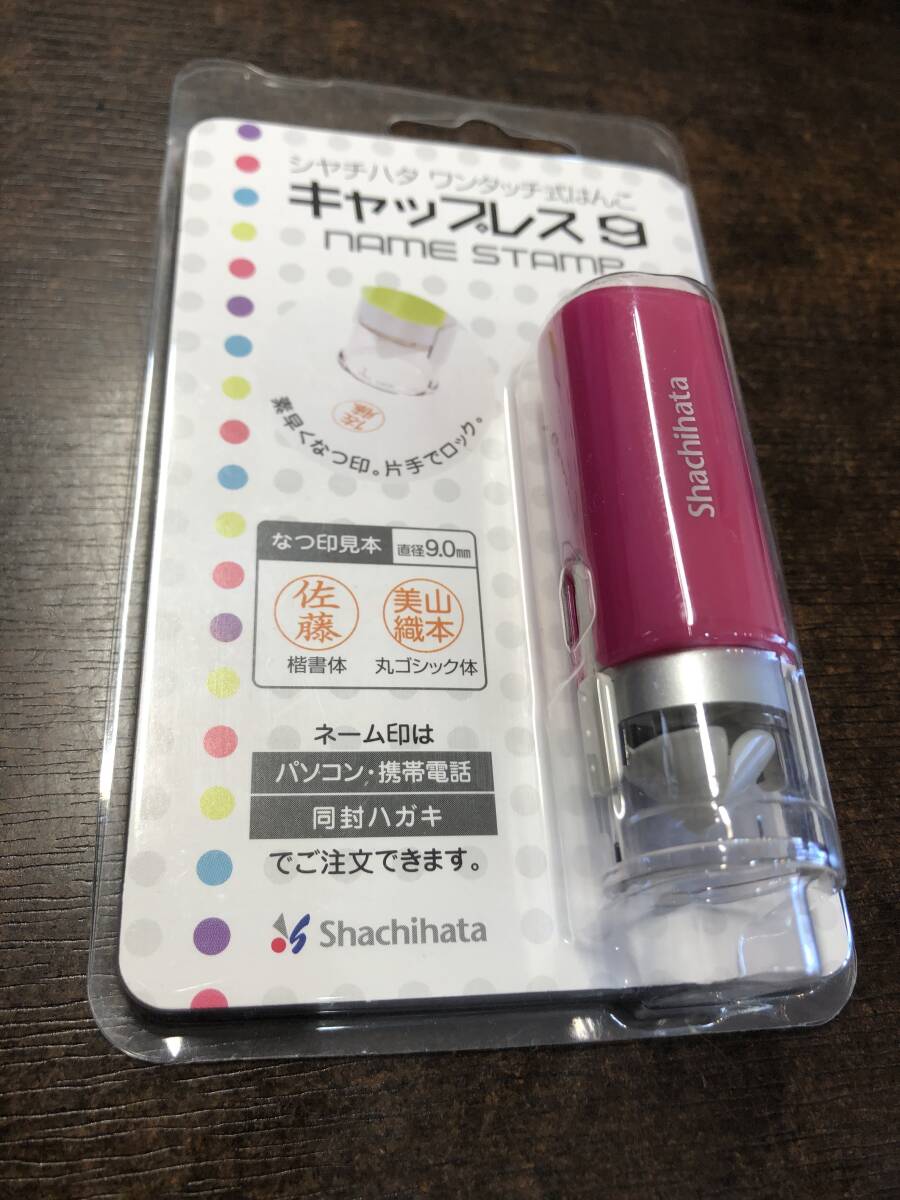 シヤチハタ ワンタッチ式はんこ
キャップレス9
NAME STAMP
佐藤
素早くなつ印。片手でロック。
なつ印見本 直径9.0mm
佐藤 美織山本
楷書体 丸ゴシック体
ネーム印は
パソコン・携帯電話
同封ハガキ
でご注文できます。
Shachihata
Shachihata